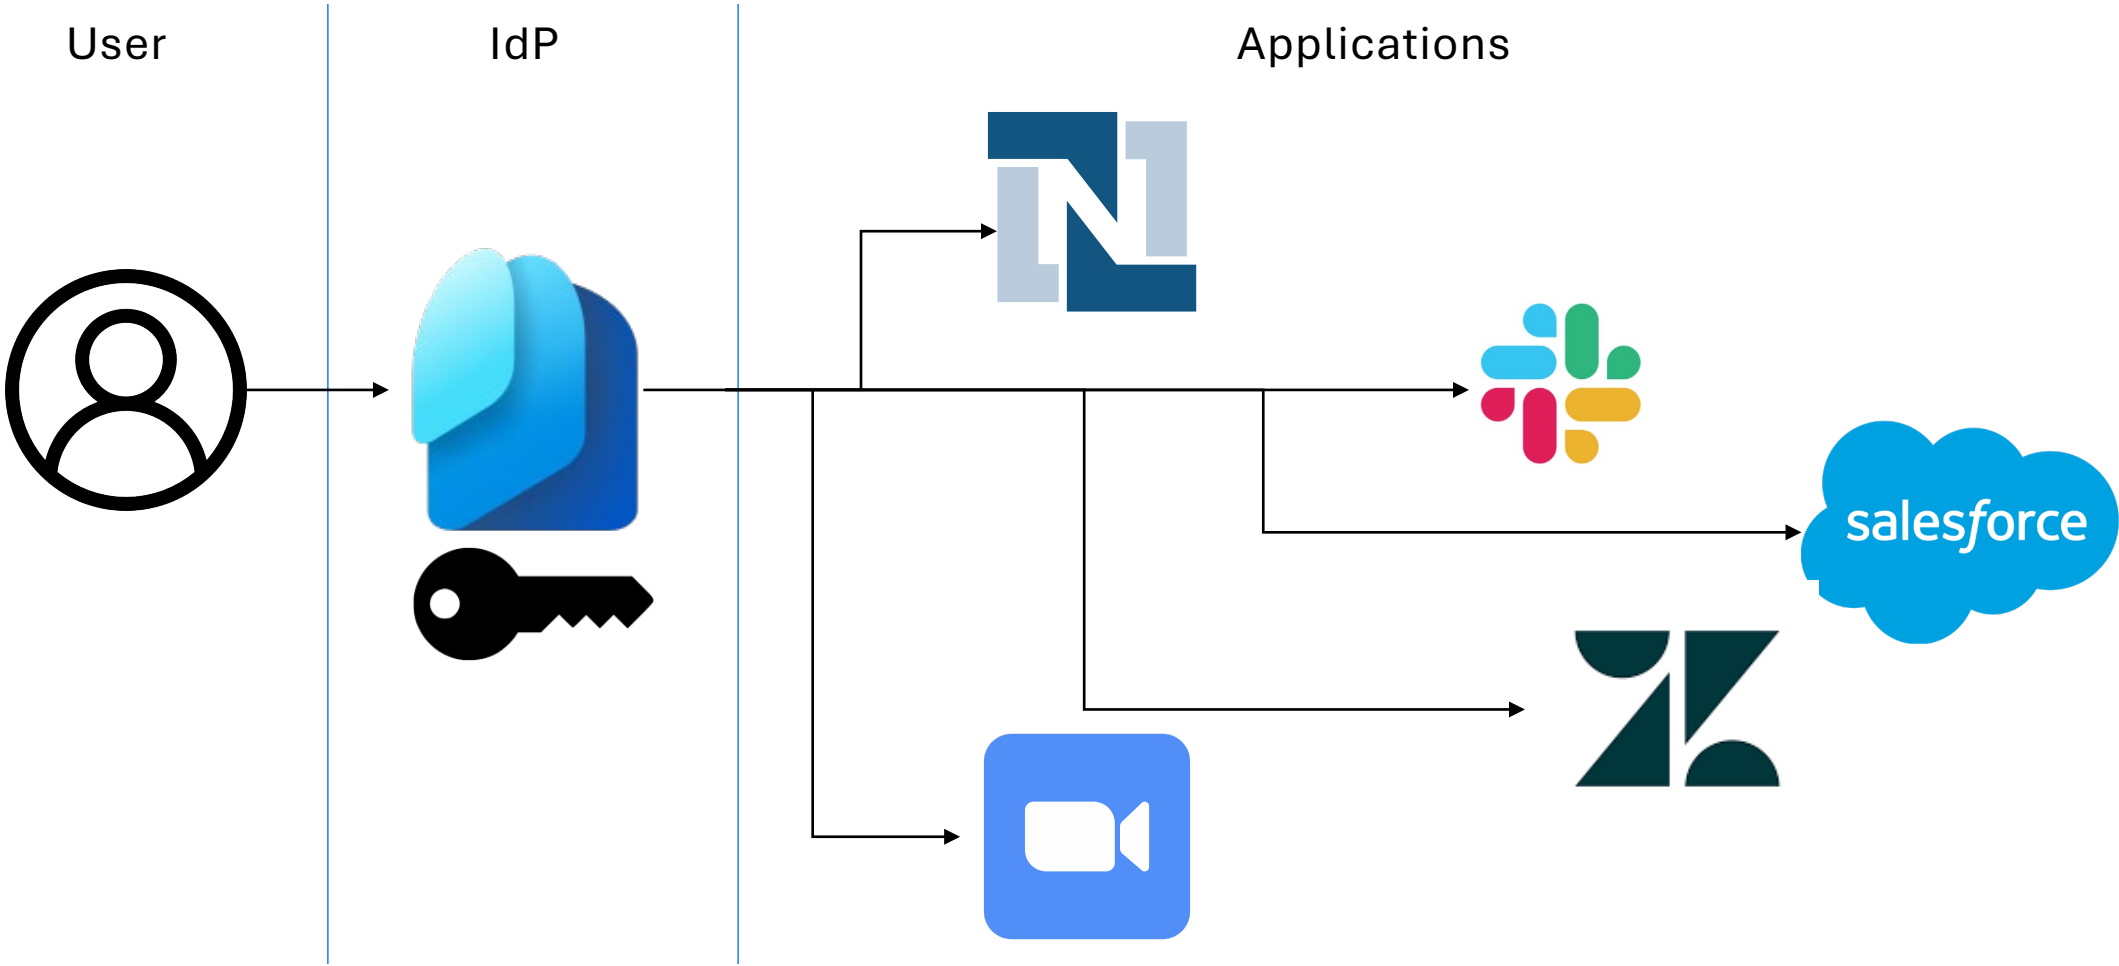 User
IdP
Applications
N
salesforce